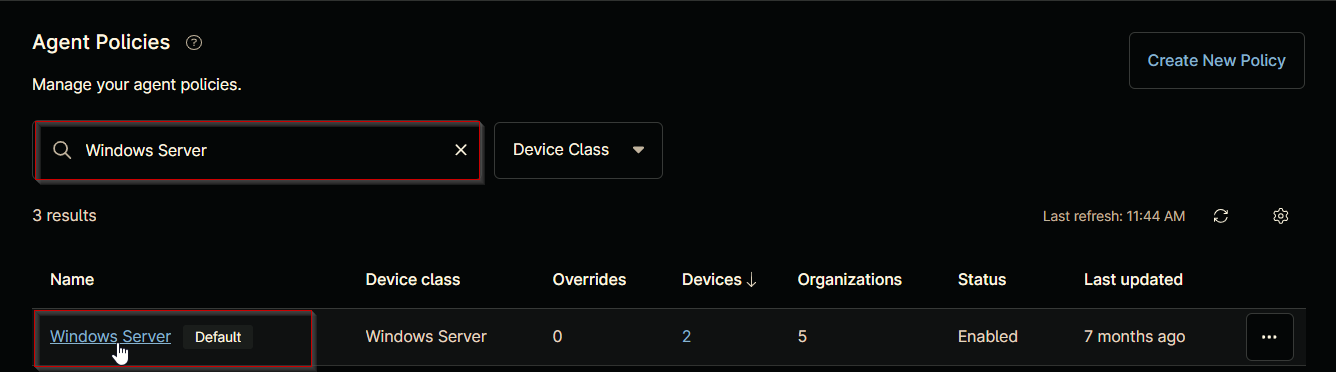 Agent Policies ?
Create New Policy
Manage your agent policies.
Windows Server
Device Class
3 results
Last refresh: 11:44 AM
Name Device class Overrides Devices Organizations Status Last updated
Windows Server Default Windows Server 0 2 5 Enabled 7 months ago ...